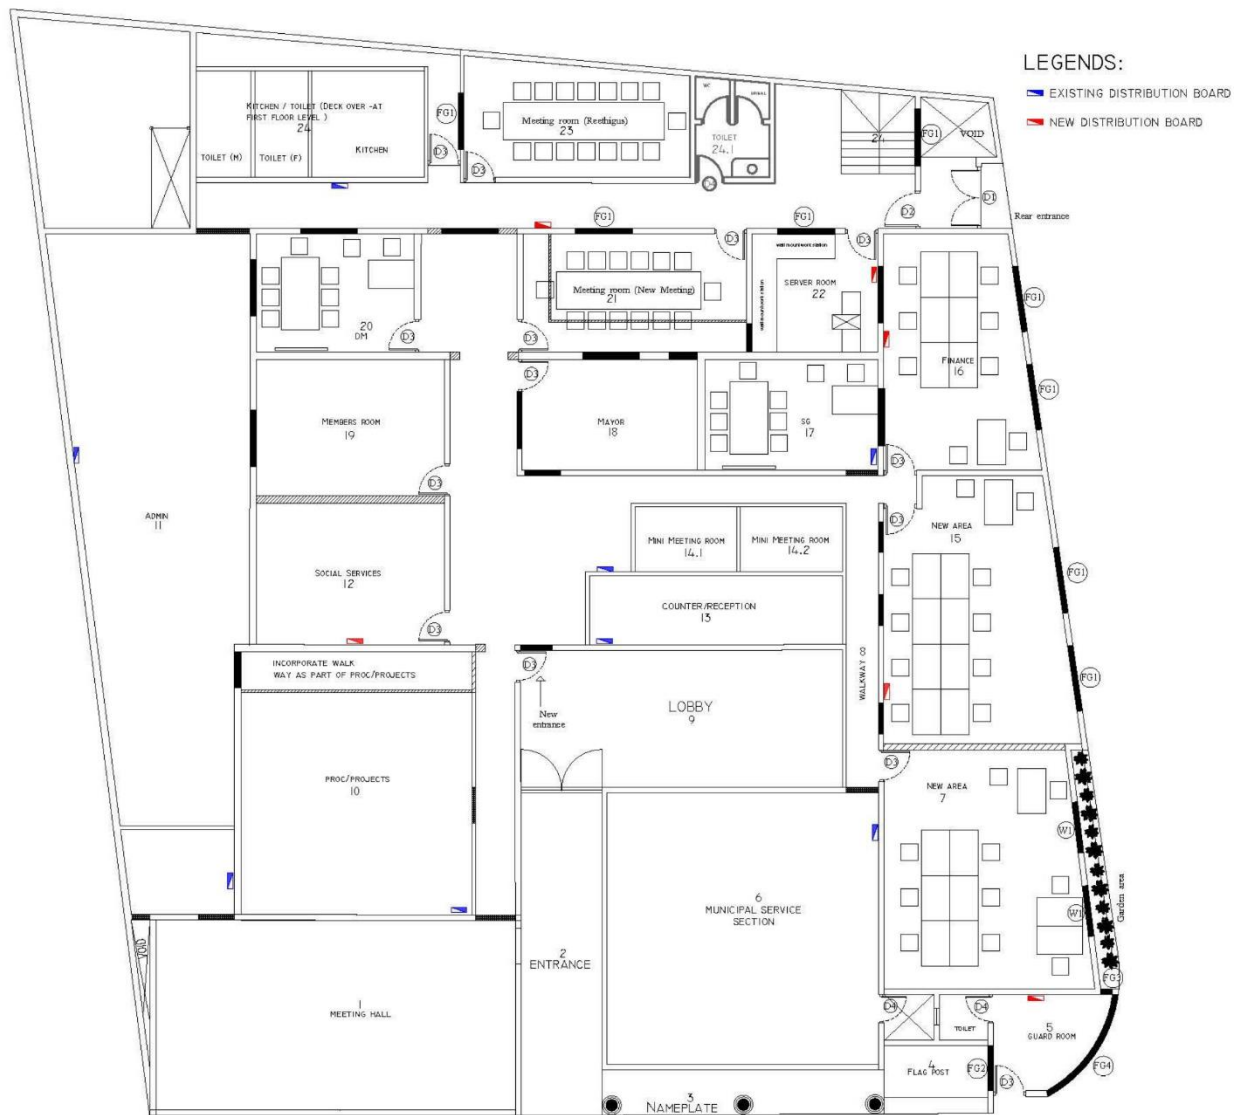 LEGENDS:
EXISTING DISTRIBUTION BOARD
NEW DISTRIBUTION BOARD
KITCHEN / TOILET (DECK OVER -AT
FIRST FLOOR LEVEL )
24
TOILET (M)
TOILET (F)
KITCHEN
FG1
D3
D3
Meeting room (Reethigus)
23
WC
TOILET
24.1
D4
24
FG1
VOID
D2
D1
Rear entrance
FG1
FG1
D3
D3
20
DM
D3
Meeting room (New Meeting)
21
D3
SERVER ROOM
22
FINANCE
16
FG1
FG1
MEMBERS ROOM
19
D3
D3
MAYOR
18
SG
17
D3
ADMIN
11
SOCIAL SERVICES
12
D3
MINI MEETING ROOM
14.1
MINI MEETING ROOM
14.2
D3
NEW AREA
15
FG1
COUNTER/RECEPTION
13
WALKWAY CO
INCORPORATE WALK
WAY AS PART OF PROC/PROJECTS
D3
New
entrance
LOBBY
9
FG1
PROC/PROJECTS
10
D3
NEW AREA
7
W1
W1
Garden area
6
MUNICIPAL SERVICE
SECTION
VOID
2
ENTRANCE
1
MEETING HALL
FG3
D4
D4
TOILET
5
GUARD ROOM
4
FLAG POST
FG2
D3
FG4
3
NAMEPLATE